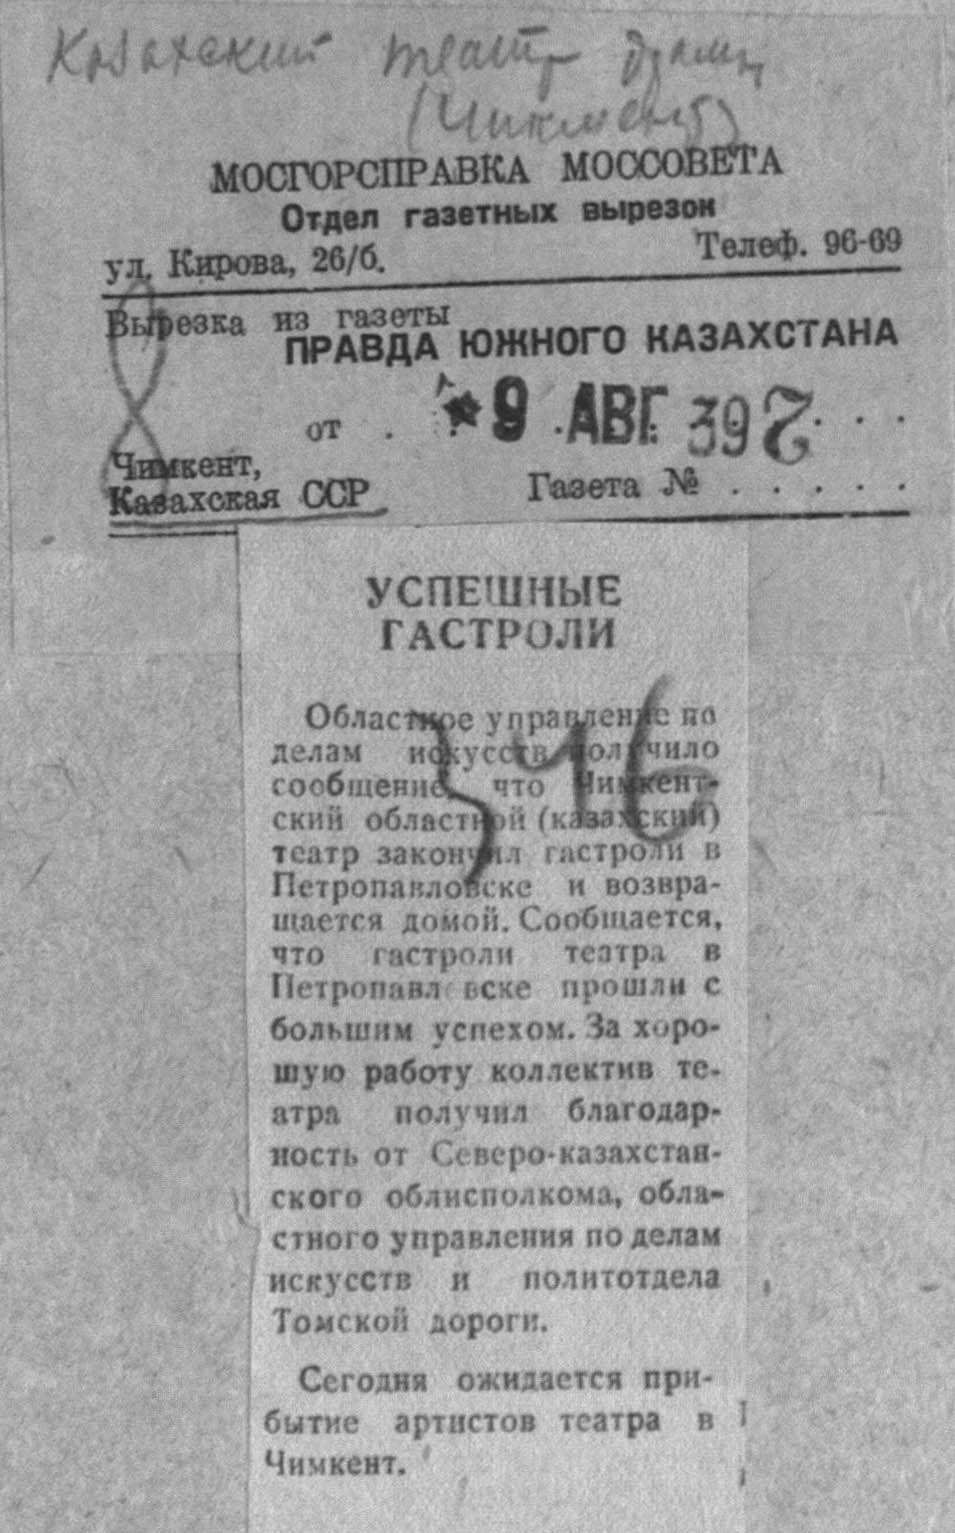 Казахский театр драмы
(Чимкент)
МОСГОРСПРАВКА МОССОВЕТА
Отдел газетных вырезок
ул. Кирова, 26/б. Телеф. 96-69
Вырезка из газеты
ПРАВДА ЮЖНОГО КАЗАХСТАНА
от . 9 АВГ 39 . . .
Чимкент,
Казахская ССР Газета № . . . . .
УСПЕШНЫЕ
ГАСТРОЛИ
Областное управление по
делам искусств получило
сообщение, что Чимкент-
ский областной (казахский)
театр закончил гастроли в
Петропавловске и возвра-
щается домой. Сообщается,
что гастроли театра в
Петропавл вске прошли с
большим успехом. За хоро-
шую работу коллектив те-
атра получил благодар-
ность от Северо-казахстан-
ского облисполкома, обла-
стного управления по делам
искусств и политотдела
Томской дороги.
Сегодня ожидается при-
бытие артистов театра в
Чимкент.